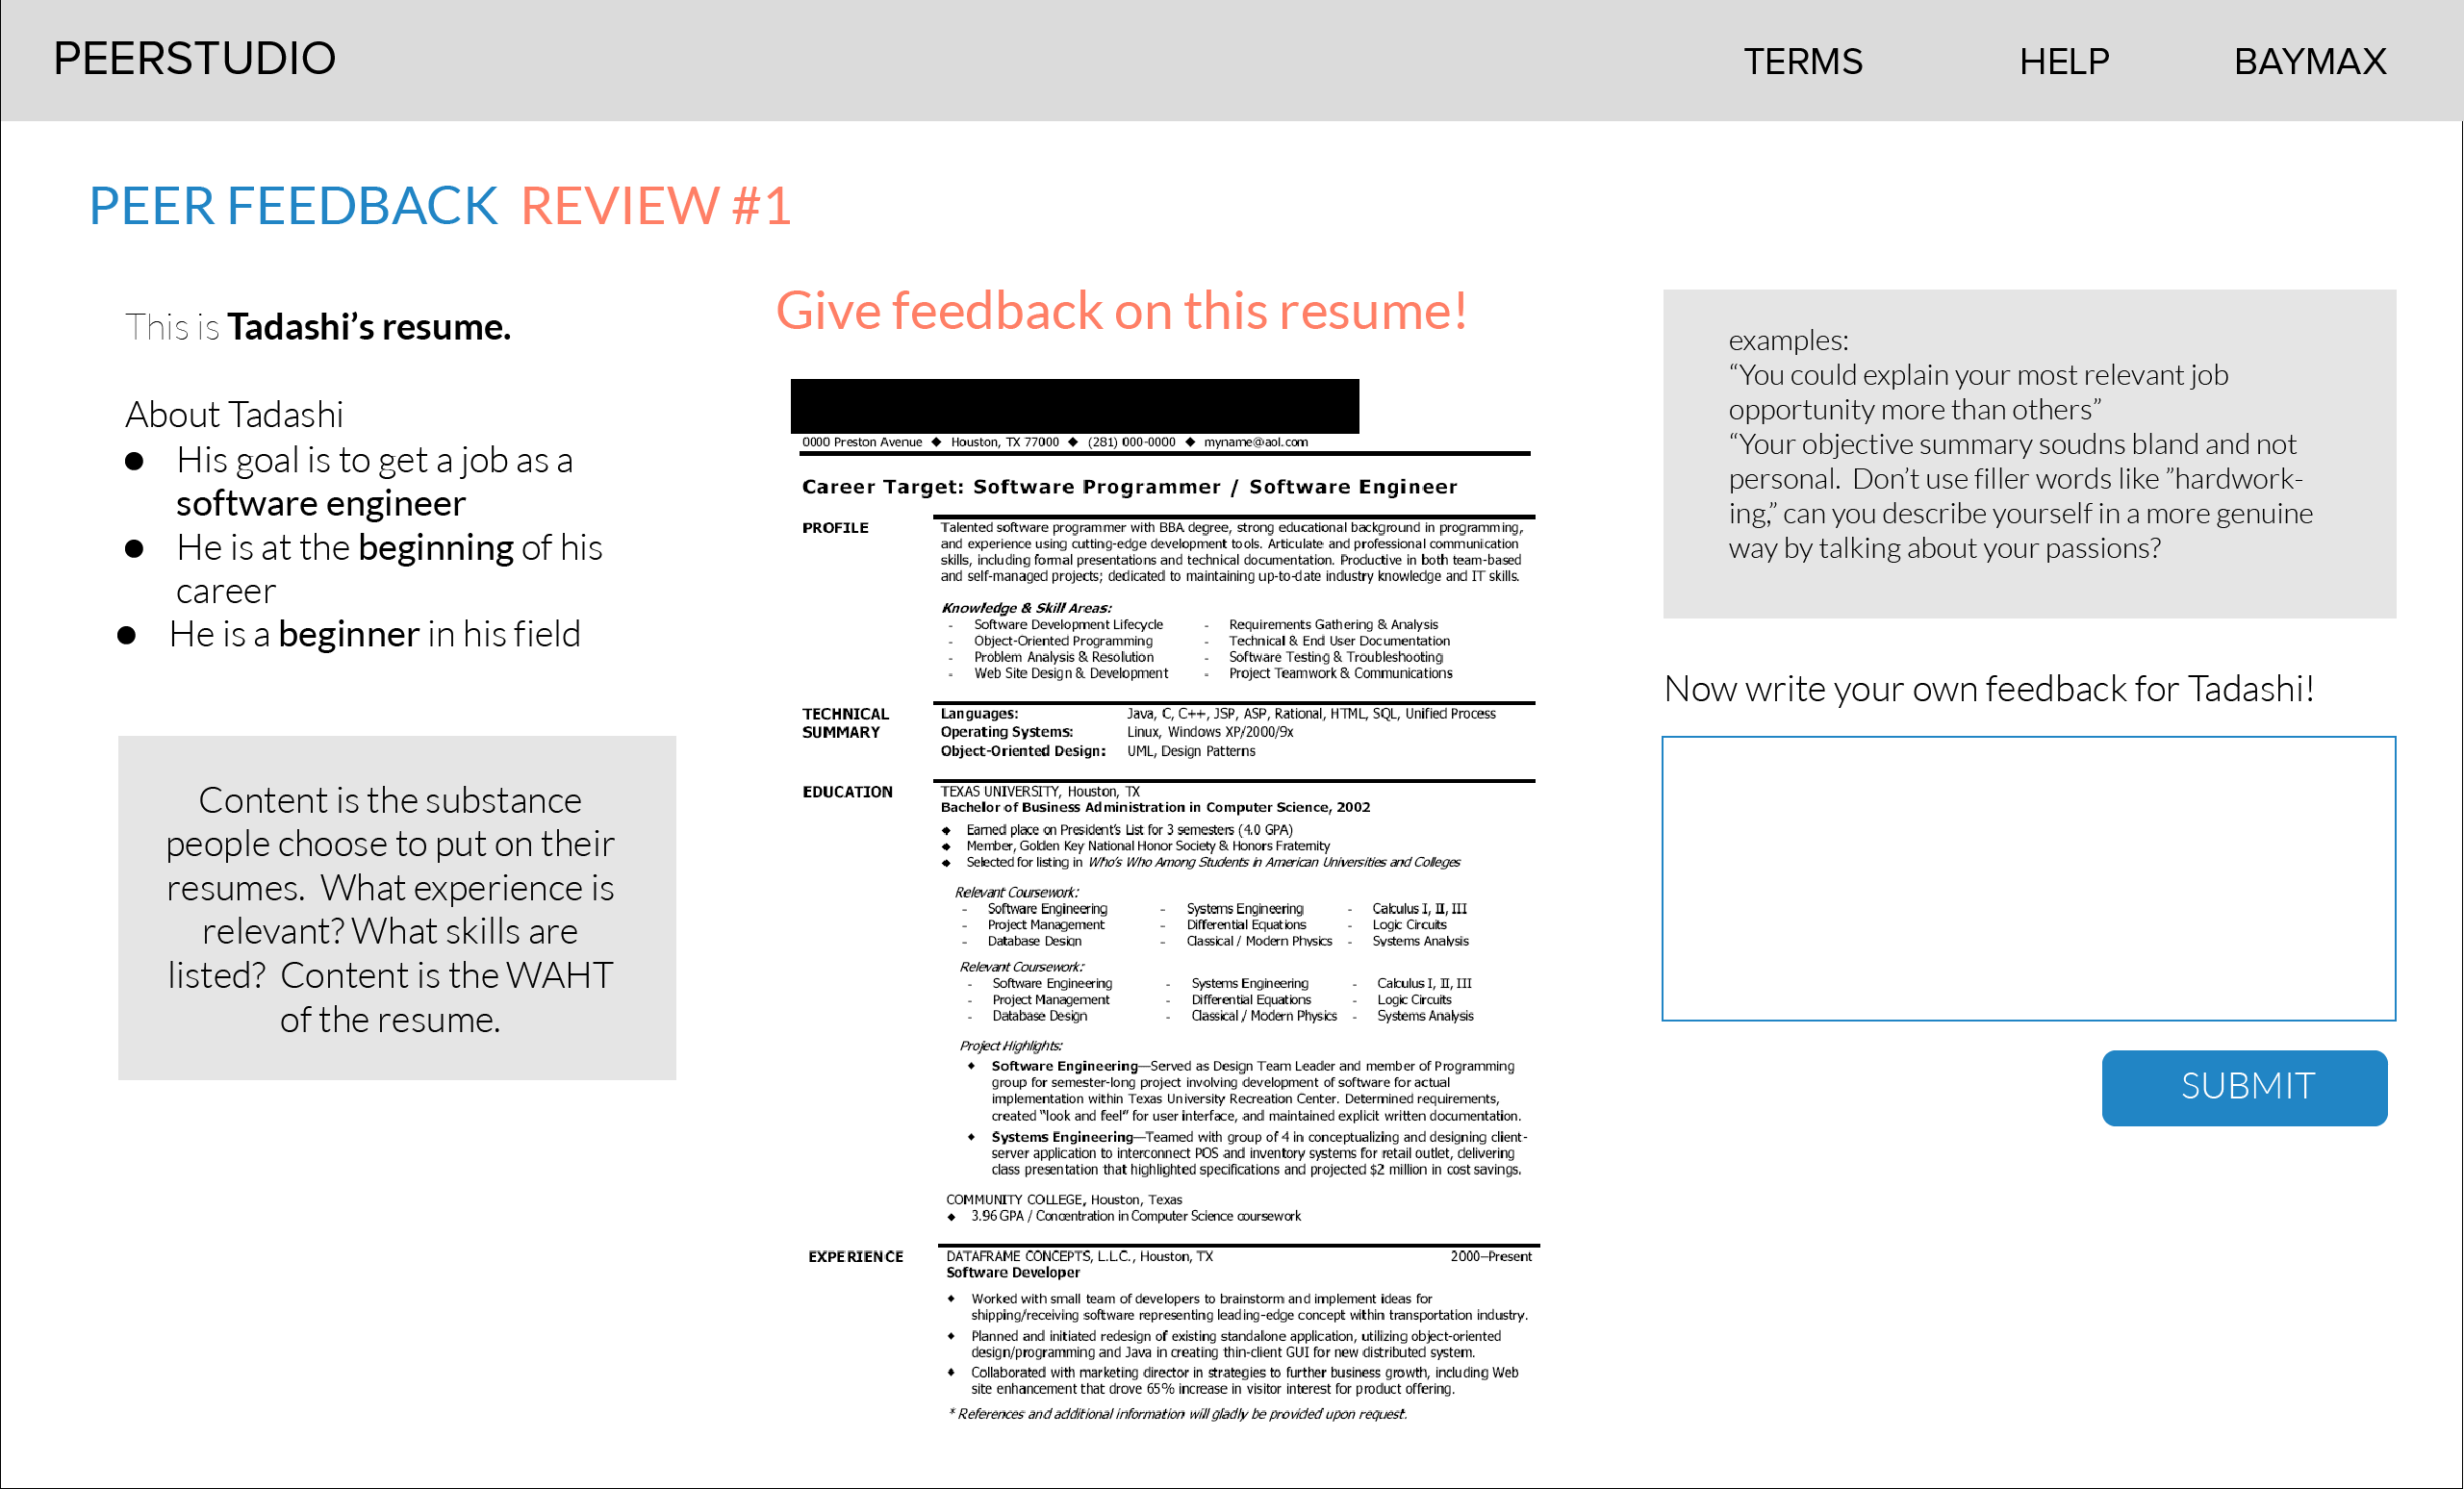 PEERSTUDIO TERMS HELP BAYMAX
PEER FEEDBACK REVIEW #1
This is Tadashi’s resume.
About Tadashi
● His goal is to get a job as a
software engineer
● He is at the beginning of his
career
● He is a beginner in his field
Content is the substance
people choose to put on their
resumes. What experience is
relevant? What skills are
listed? Content is the WAHT
of the resume.
Give feedback on this resume!
0000 Preston Avenue ◆ Houston, TX 77000 ◆ (281) 000-0000 ◆ myname@aol.com
Career Target: Software Programmer / Software Engineer
PROFILE
Talented software programmer with BBA degree, strong educational background in programming,
and experience using cutting-edge development tools. Articulate and professional communication
skills, including formal presentations and technical documentation. Productive in both team-based
and self-managed projects; dedicated to maintaining up-to-date industry knowledge and IT skills.
Knowledge & Skill Areas:
- Software Development Lifecycle - Requirements Gathering & Analysis
- Object-Oriented Programming - Technical & End User Documentation
- Problem Analysis & Resolution - Software Testing & Troubleshooting
- Web Site Design & Development - Project Teamwork & Communications
TECHNICAL
SUMMARY
Languages: Java, C, C++, JSP, ASP, Rational, HTML, SQL, Unified Process
Operating Systems: Linux, Windows XP/2000/9x
Object-Oriented Design: UML, Design Patterns
EDUCATION
TEXAS UNIVERSITY, Houston, TX
Bachelor of Business Administration in Computer Science, 2002
◆ Earned place on President’s List for 3 semesters (4.0 GPA)
◆ Member, Golden Key National Honor Society & Honors Fraternity
◆ Selected for listing in Who’s Who Among Students in American Universities and Colleges
Relevant Coursework:
- Software Engineering - Systems Engineering - Calculus I, II, III
- Project Management - Differential Equations - Logic Circuits
- Database Design - Classical / Modern Physics - Systems Analysis
Relevant Coursework:
- Software Engineering - Systems Engineering - Calculus I, II, III
- Project Management - Differential Equations - Logic Circuits
- Database Design - Classical / Modern Physics - Systems Analysis
Project Highlights:
◆ Software Engineering—Served as Design Team Leader and member of Programming
group for semester-long project involving development of software for actual
implementation within Texas University Recreation Center. Determined requirements,
created “look and feel” for user interface, and maintained explicit written documentation.
◆ Systems Engineering—Teamed with group of 4 in conceptualizing and designing client-
server application to interconnect POS and inventory systems for retail outlet, delivering
class presentation that highlighted specifications and projected $2 million in cost savings.
COMMUNITY COLLEGE, Houston, Texas
◆ 3.96 GPA / Concentration in Computer Science coursework
EXPERIENCE
DATAFRAME CONCEPTS, L.L.C., Houston, TX 2000–Present
Software Developer
◆ Worked with small team of developers to brainstorm and implement ideas for
shipping/receiving software representing leading-edge concept within transportation industry.
◆ Planned and initiated redesign of existing standalone application, utilizing object-oriented
design/programming and Java in creating thin-client GUI for new distributed system.
◆ Collaborated with marketing director in strategies to further business growth, including Web
site enhancement that drove 65% increase in visitor interest for product offering.
* References and additional information will gladly be provided upon request.
examples:
“You could explain your most relevant job
opportunity more than others”
“Your objective summary soudns bland and not
personal. Don’t use filler words like ”hardwork-
ing,” can you describe yourself in a more genuine
way by talking about your passions?
Now write your own feedback for Tadashi!
SUBMIT